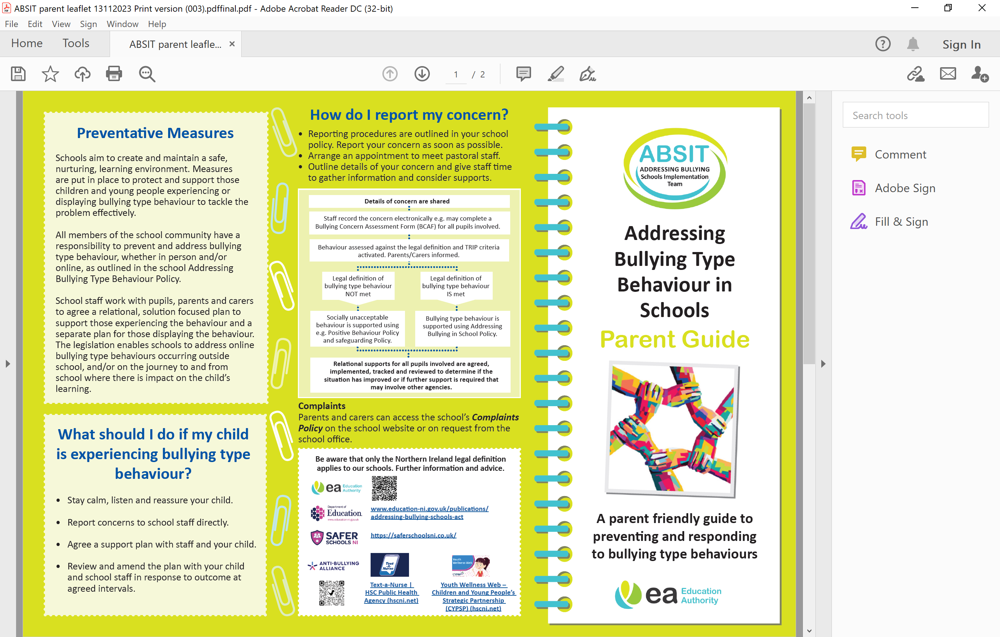 ABSIT parent leaflet 13112023 Print version (003).pdffinal.pdf - Adobe Acrobat Reader DC (32-bit)
File Edit View Sign Window Help
Home Tools ABSIT parent leafle... ×
Sign In
1 / 2
Preventative Measures
Schools aim to create and maintain a safe,
nurturing, learning environment. Measures
are put in place to protect and support those
children and young people experiencing or
displaying bullying type behaviour to tackle the
problem effectively.
All members of the school community have a
responsibility to prevent and address bullying
type behaviour, whether in person and/or
online, as outlined in the school Addressing
Bullying Type Behaviour Policy.
School staff work with pupils, parents and carers
to agree a relational, solution focused plan to
support those experiencing the behaviour and a
separate plan for those displaying the behaviour.
The legislation enables schools to address online
bullying type behaviours occurring outside
school, and/or on the journey to and from
school where there is impact on the child's
learning.
What should I do if my child
is experiencing bullying type
behaviour?
• Stay calm, listen and reassure your child.
• Report concerns to school staff directly.
• Agree a support plan with staff and your child.
• Review and amend the plan with your child
and school staff in response to outcome at
agreed intervals.
How do I report my concern?
• Reporting procedures are outlined in your school
policy. Report your concern as soon as possible.
• Arrange an appointment to meet pastoral staff.
• Outline details of your concern and give staff time
to gather information and consider supports.
Details of concern are shared
Staff record the concern electronically e.g. may complete a
Bullying Concern Assessment Form (BCAF) for all pupils involved.
Behaviour assessed against the legal definition and TRIP criteria
activated. Parents/Carers informed.
Legal definition of
bullying type behaviour
NOT met
Legal definition of
bullying type behaviour
IS met
Socially unacceptable
behaviour is supported using
e.g. Positive Behaviour Policy
and safeguarding Policy.
Bullying type behaviour is
supported using Addressing
Bullying in School Policy.
Relational supports for all pupils involved are agreed,
implemented, tracked and reviewed to determine if the
situation has improved or if further support is required that
may involve other agencies.
Complaints
Parents and carers can access the school's Complaints
Policy on the school website or on request from the
school office.
Be aware that only the Northern Ireland legal definition
applies to our schools. Further information and advice.
ea Education
Authority
Department of
Education
www.education-ni.gov.uk
www.education-ni.gov.uk/publications/
addressing-bullying-schools-act
SAFER
SCHOOLS NI
https://saferschoolsni.co.uk/
ANTI-BULLYING
ALLIANCE
Text
-A-
Nurse
Youth
Wellness Web
CYPSP
Text-a-Nurse |
HSC Public Health
Agency (hscni.net)
Youth Wellness Web –
Children and Young People's
Strategic Partnership
(CYPSP) (hscni.net)
ABSIT
ADDRESSING BULLYING
Schools Implementation
Team
Addressing
Bullying Type
Behaviour in
Schools
Parent Guide
A parent friendly guide to
preventing and responding
to bullying type behaviours
ea Education
Authority
Search tools
Comment
Adobe Sign
Fill & Sign